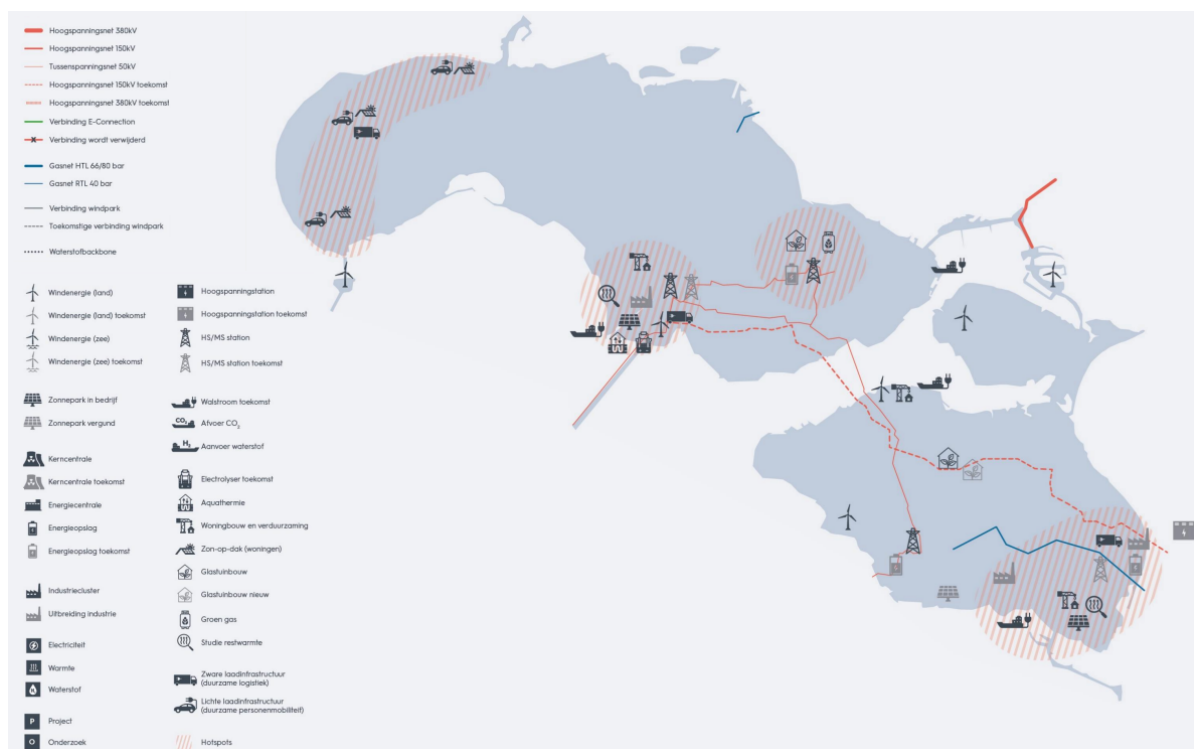 Hoogspanningsnet 380kV
Hoogspanningsnet 150kV
Tussenspanningsnet 50kV
Hoogspanningsnet 150kV toekomst
Hoogspanningsnet 380kV toekomst
Verbinding E-Connection
Verbinding wordt verwijderd
Gasnet HTL 66/80 bar
Gasnet RTL 40 bar
Verbinding windpark
Toekomstige verbinding windpark
Waterstofbackbone
Windenergie (land)
Windenergie (land) toekomst
Windenergie (zee)
Windenergie (zee) toekomst
Zonnepark in bedrijf
Zonnepark vergund
Kerncentrale
Kerncentrale toekomst
Energiecentrale
Energieopslag
Energieopslag toekomst
Industriecluster
Uitbreiding industrie
Electriciteit
Warmte
Waterstof
P Project
O Onderzoek
Hoogspanningstation
Hoogspanningstation toekomst
HS/MS station
HS/MS station toekomst
Walstroom toekomst
CO₂ Afvoer CO₂
H₂ Aanvoer waterstof
Electrolyser toekomst
Aquathermie
Woningbouw en verduurzaming
Zon-op-dak (woningen)
Glastuinbouw
Glastuinbouw nieuw
Groen gas
Studie restwarmte
Zware laadinfrastructuur
(duurzame logistiek)
Lichte laadinfrastructuur
(duurzame personenmobiliteit)
Hotspots